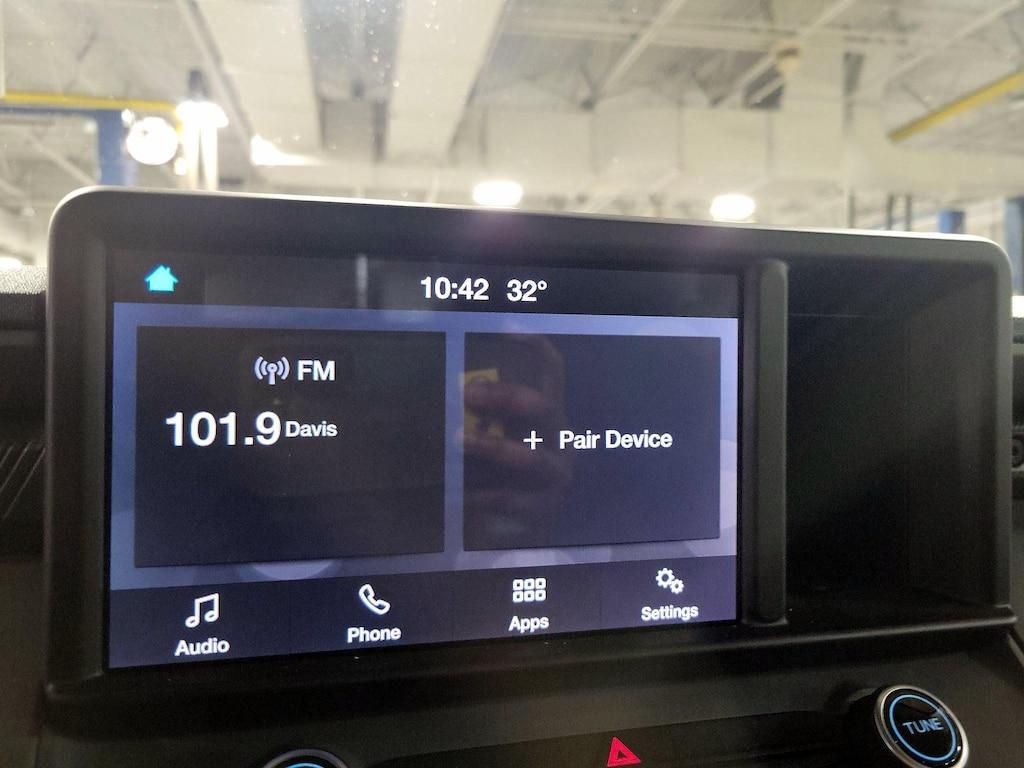 10:42 32°
FM
101.9 Davis
+ Pair Device
Audio
Phone
Apps
Settings
TUNE